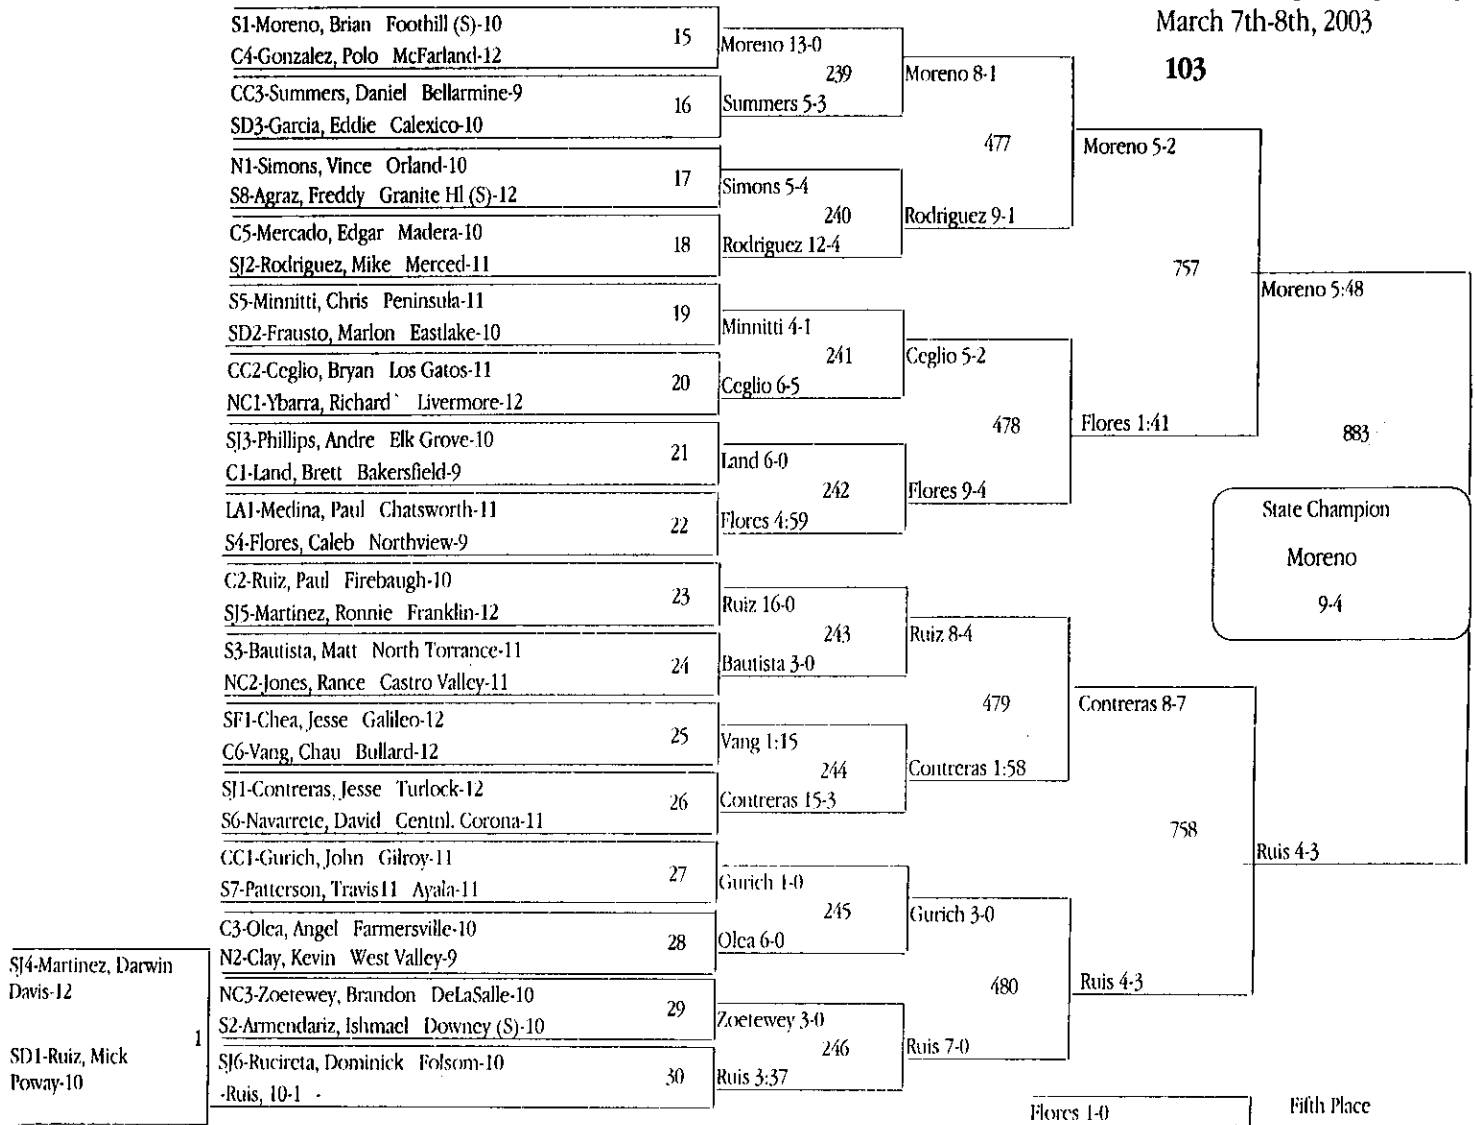 March 7th-8th, 2003
103
S1-Moreno, Brian Foothill (S)-10
C4-Gonzalez, Polo McFarland-12
15
CC3-Summers, Daniel Bellarmine-9
SD3-Garcia, Eddie Calexico-10
16
N1-Simons, Vince Orland-10
S8-Agraz, Freddy Granite Hl (S)-12
17
C5-Mercado, Edgar Madera-10
SJ2-Rodriguez, Mike Merced-11
18
S5-Minnitti, Chris Peninsula-11
SD2-Frausto, Marlon Eastlake-10
19
CC2-Ceglio, Bryan Los Gatos-11
NC1-Ybarra, Richard Livermore-12
20
SJ3-Phillips, Andre Elk Grove-10
C1-Land, Brett Bakersfield-9
21
LA1-Medina, Paul Chatsworth-11
S4-Flores, Caleb Northview-9
22
C2-Ruiz, Paul Firebaugh-10
SJ5-Martinez, Ronnie Franklin-12
23
S3-Bautista, Matt North Torrance-11
NC2-Jones, Rance Castro Valley-11
24
SF1-Chea, Jesse Galileo-12
C6-Vang, Chau Bullard-12
25
SJ1-Contreras, Jesse Turlock-12
S6-Navarrete, David Centnl. Corona-11
26
CC1-Gurich, John Gilroy-11
S7-Patterson, Travis11 Ayala-11
27
C3-Olea, Angel Farmersville-10
N2-Clay, Kevin West Valley-9
28
SJ4-Martinez, Darwin
Davis-12
1
SD1-Ruiz, Mick
Poway-10
NC3-Zoetewey, Brandon DeLaSalle-10
S2-Armendariz, Ishmael Downey (S)-10
29
SJ6-Rucireta, Dominick Folsom-10
-Ruis, 10-1 -
30
Moreno 13-0
239
Summers 5-3
Simons 5-4
240
Rodriguez 12-4
Minnitti 4-1
241
Ceglio 6-5
Land 6-0
242
Flores 4:59
Ruiz 16-0
243
Bautista 3-0
Vang 1:15
244
Contreras 15-3
Gurich 1-0
245
Olea 6-0
Zoetewey 3-0
246
Ruis 3:37
Moreno 8-1
477
Rodriguez 9-1
Ceglio 5-2
478
Flores 9-4
Ruiz 8-4
479
Contreras 1:58
Gurich 3-0
480
Ruis 7-0
Moreno 5-2
757
Flores 1:41
Contreras 8-7
758
Ruis 4-3
Moreno 5:48
883
Ruis 4-3
State Champion
Moreno
9-4
Flores 1-0
Fifth Place